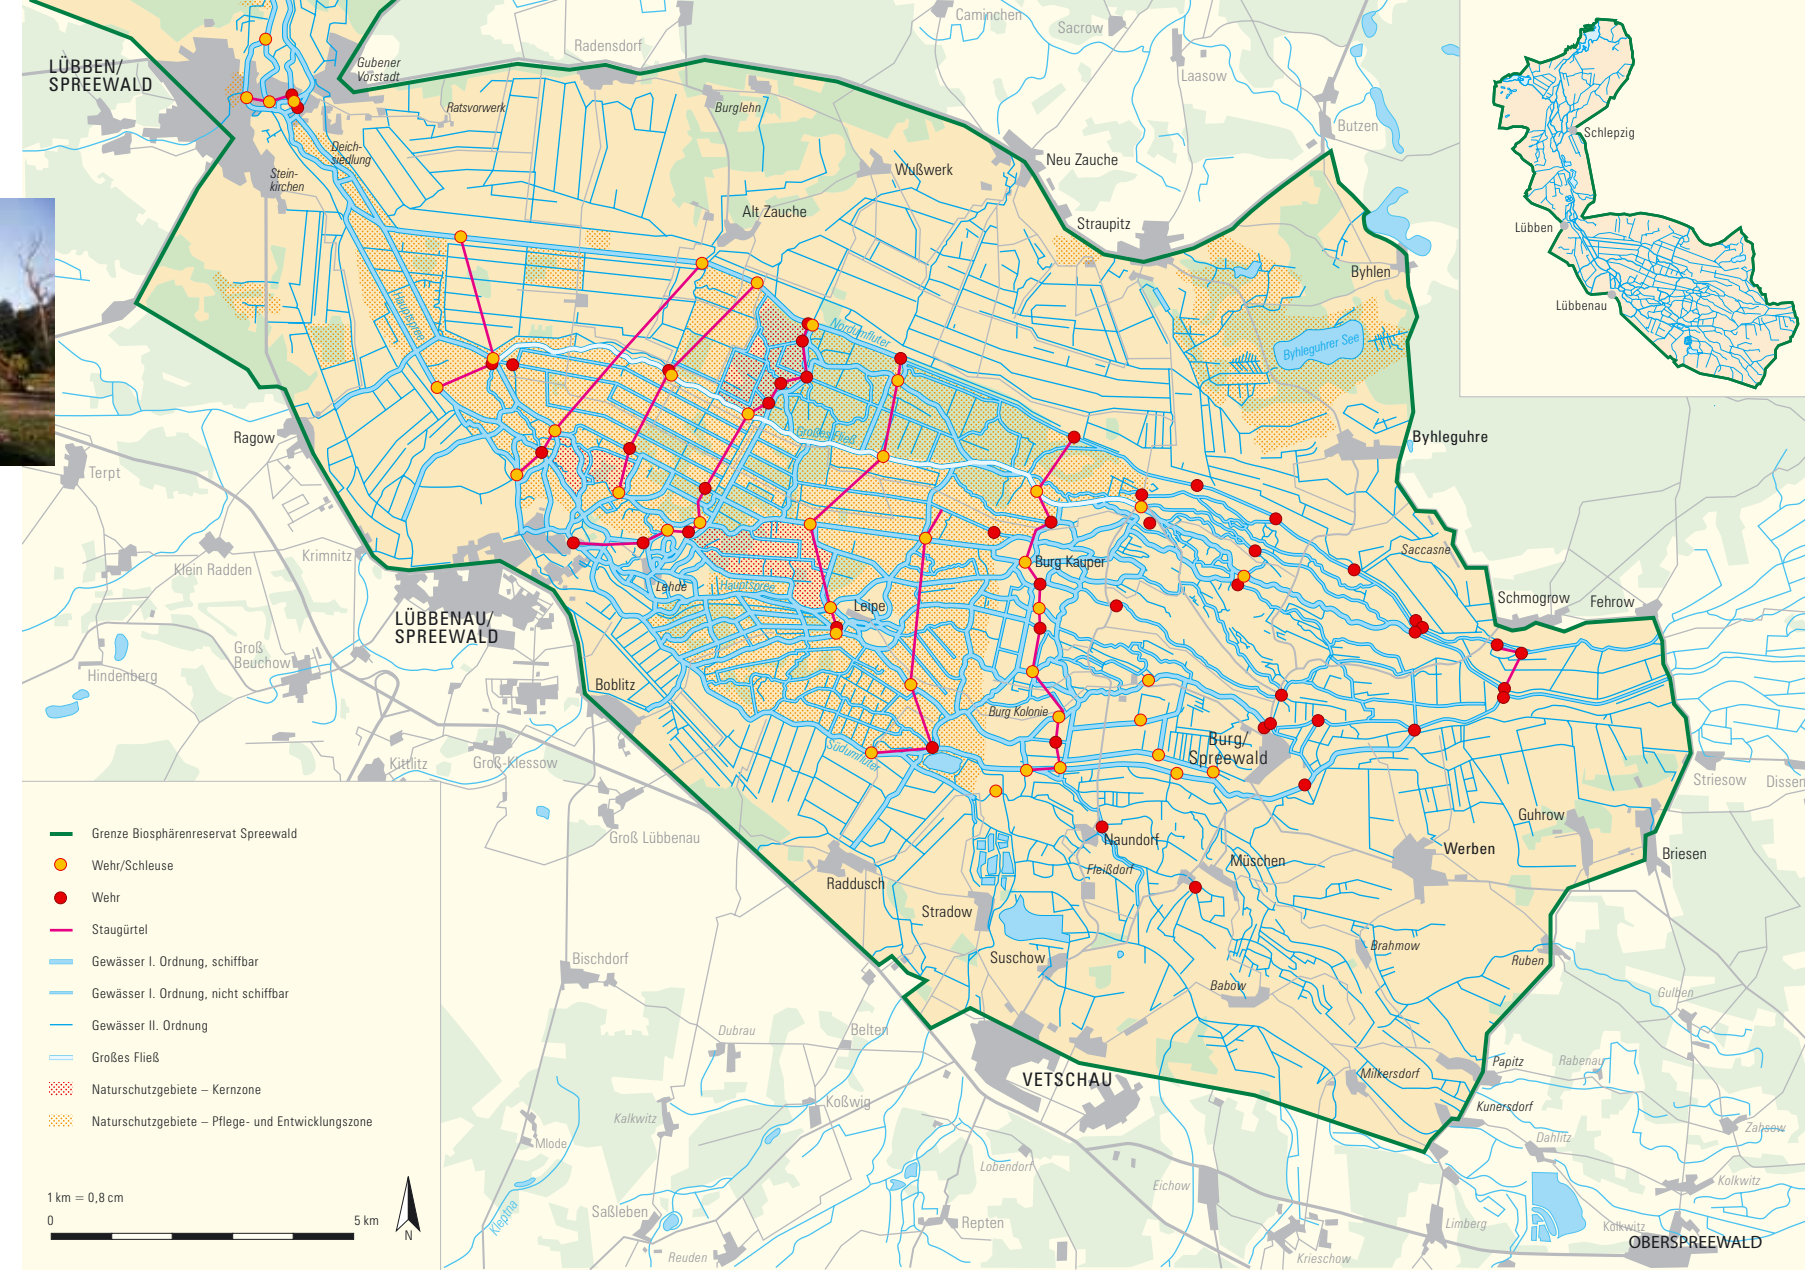 LÜBBEN/
SPREEWALD
Gubener
Vorstadt
Radensdorf
Caminchen
Sacrow
Laasow
Butzen
Ratsvorwerk
Burglehn
Deich-
siedlung
Stein-
kirchen
Wußwerk
Neu Zauche
Alt Zauche
Straupitz
Byhlen
Schlepzig
Lübben
Lübbenau
Hauptspree
Nordumfluter
Byhleguhrer See
Großes Fließ
Ragow
Byhleguhre
Terpt
Krimnitz
Klein Radden
Saccasne
Burg Kauper
Lehde
Hauptspree
Leipe
Schmogrow
Fehrow
LÜBBENAU/
SPREEWALD
Groß
Beuchow
Hindenberg
Boblitz
Burg Kolonie
Burg/
Spreewald
Südumfluter
Kittlitz
Groß-Klessow
Striesow
Dissen
Groß Lübbenau
Guhrow
Naundorf
Werben
Briesen
Müschen
Fleißdorf
Raddusch
Stradow
Brahmow
Ruben
Suschow
Bischdorf
Babow
Gulben
Dubrau
Belten
VETSCHAU
Papitz
Rabenau
Milkersdorf
Kunersdorf
Koßwig
Kalkwitz
Mlode
Zahsow
Dahlitz
Lobendorf
Eichow
Kolkwitz
Kleptna
Saßleben
Repten
Limberg
Kolkwitz
Reuden
Krieschow
OBERSPREEWALD
Grenze Biosphärenreservat Spreewald
Wehr/Schleuse
Wehr
Staugürtel
Gewässer I. Ordnung, schiffbar
Gewässer I. Ordnung, nicht schiffbar
Gewässer II. Ordnung
Großes Fließ
Naturschutzgebiete – Kernzone
Naturschutzgebiete – Pflege- und Entwicklungszone
1 km = 0,8 cm
0 5 km
N